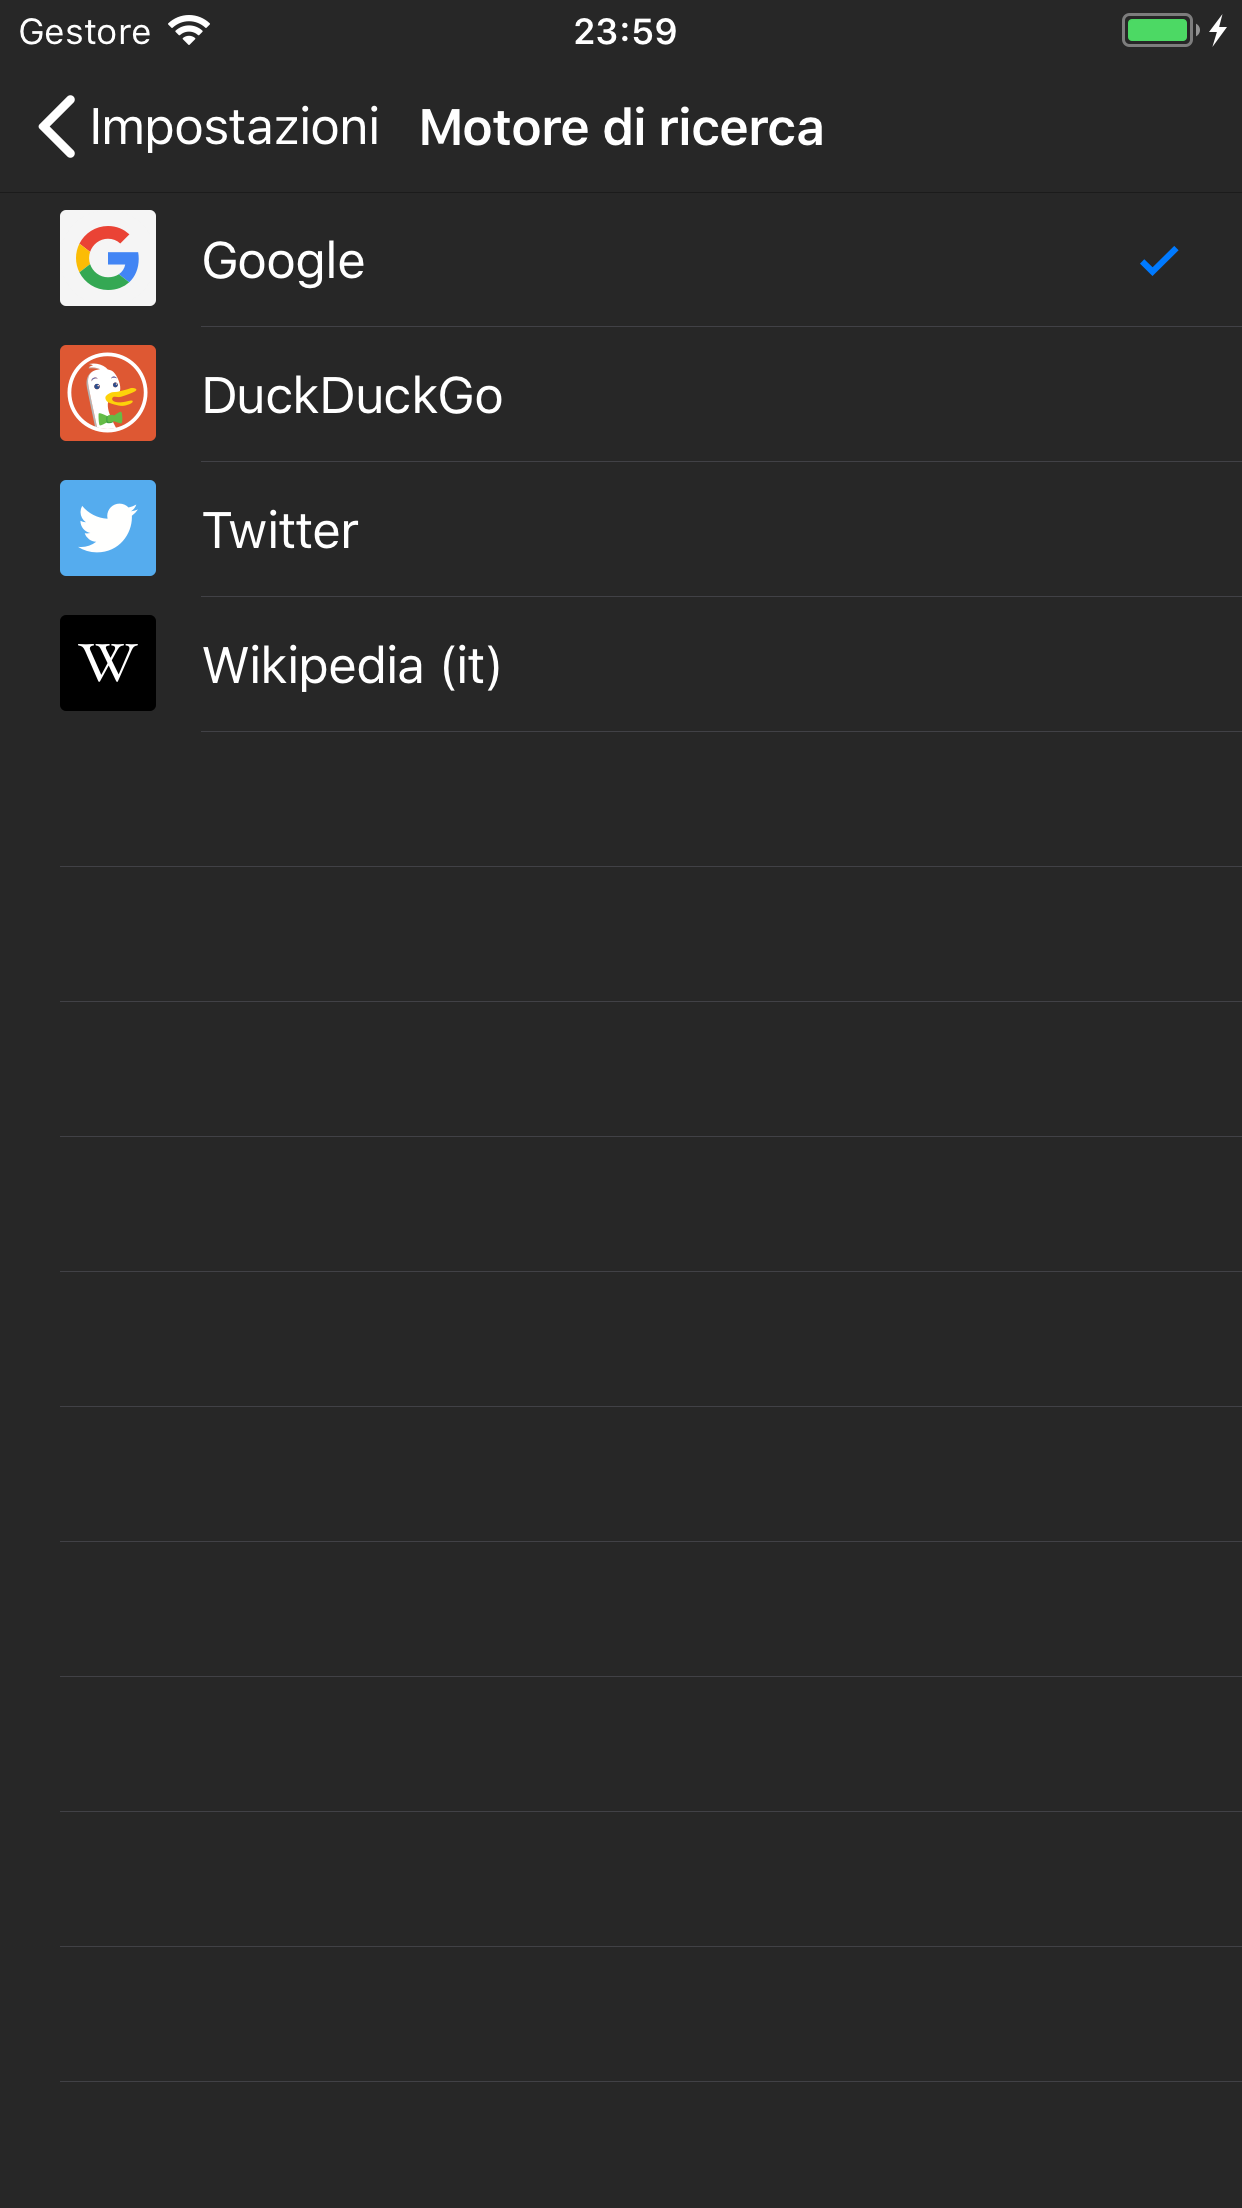 Gestore 23:59
Impostazioni Motore di ricerca
Google
DuckDuckGo
Twitter
W Wikipedia (it)